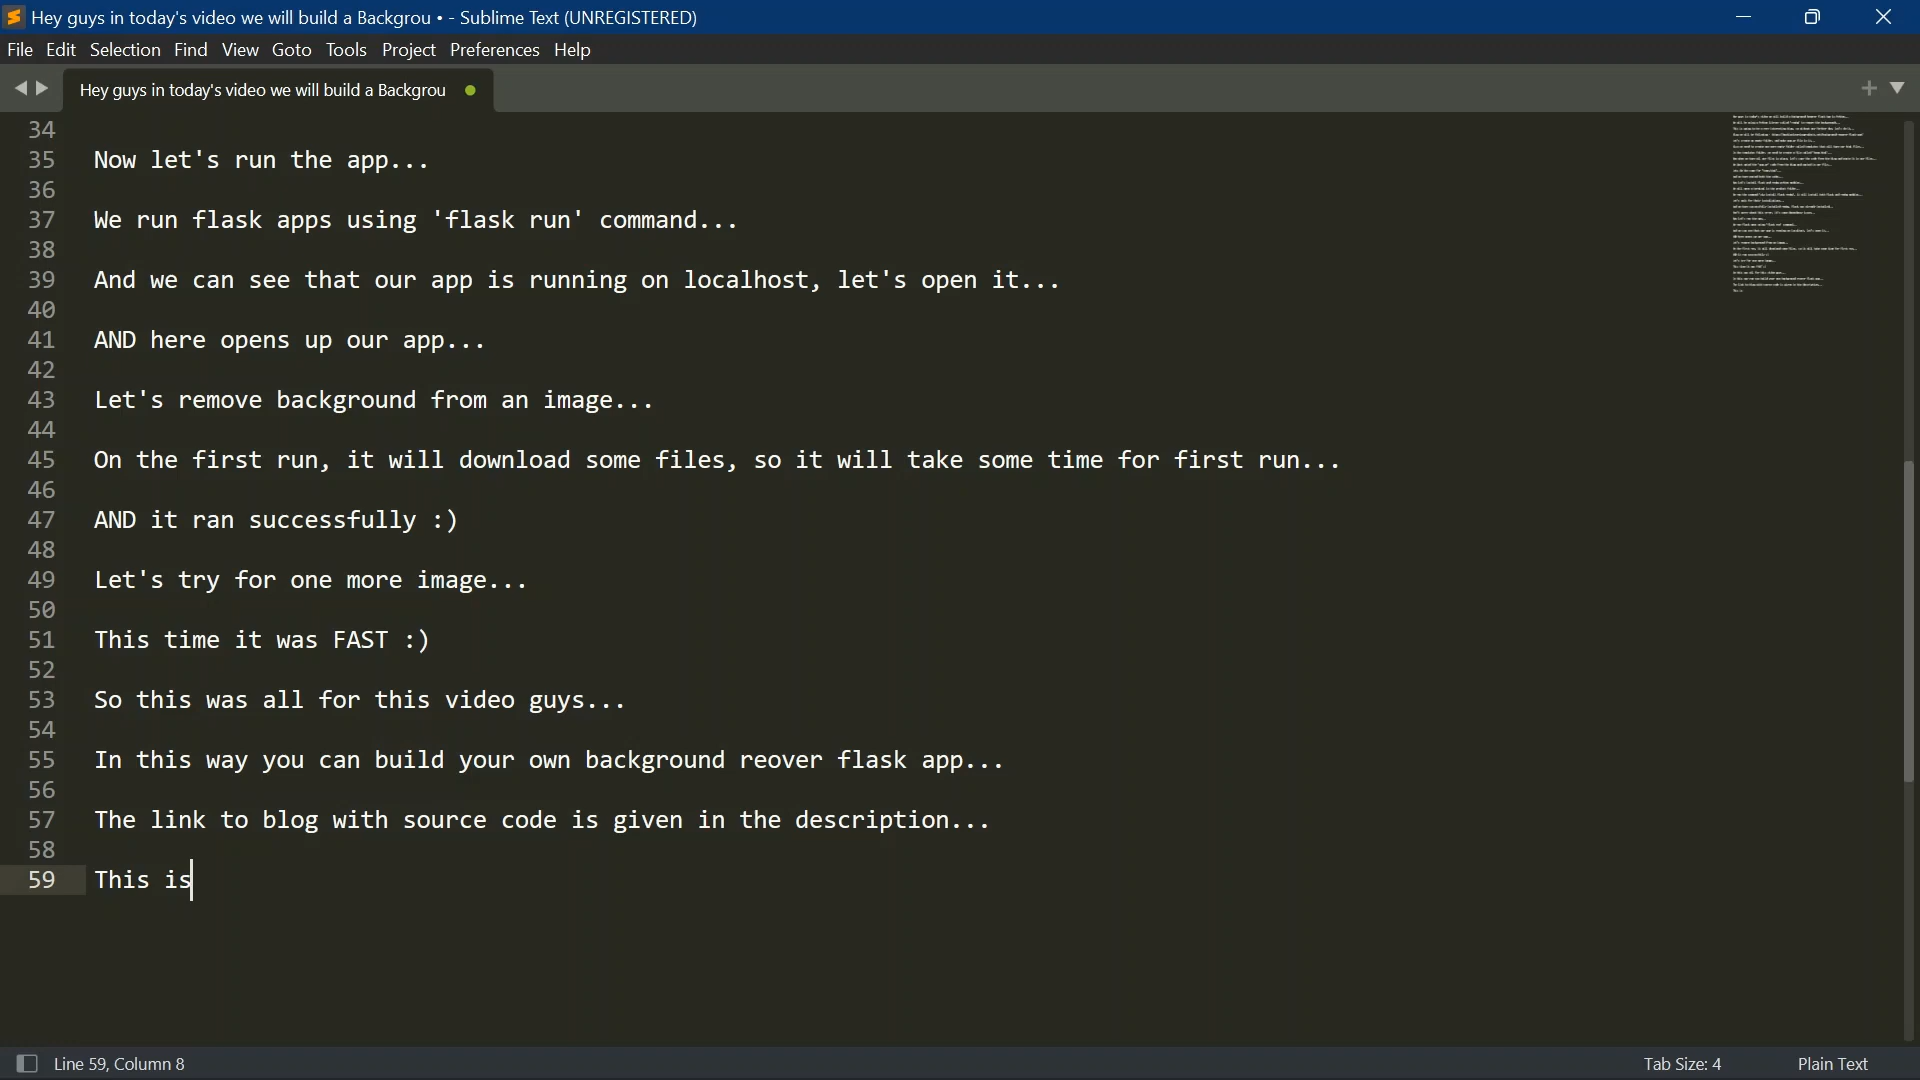 Hey guys in today's video we will build a Backgrou • - Sublime Text (UNREGISTERED)
File Edit Selection Find View Goto Tools Project Preferences Help
Hey guys in today's video we will build a Backgrou
34
35 Now let's run the app...
36
37 We run flask apps using 'flask run' command...
38
39 And we can see that our app is running on localhost, let's open it...
40
41 AND here opens up our app...
42
43 Let's remove background from an image...
44
45 On the first run, it will download some files, so it will take some time for first run...
46
47 AND it ran successfully :)
48
49 Let's try for one more image...
50
51 This time it was FAST :)
52
53 So this was all for this video guys...
54
55 In this way you can build your own background reover flask app...
56
57 The link to blog with source code is given in the description...
58
59 This is
Line 59, Column 8 Tab Size: 4 Plain Text